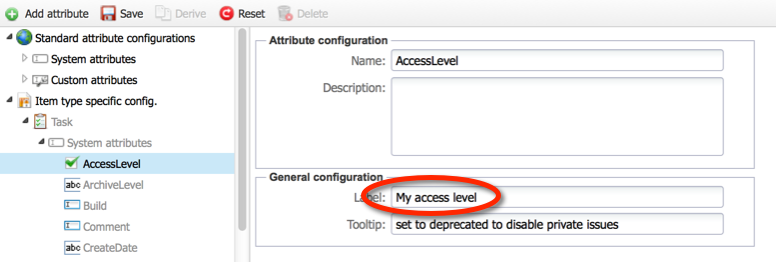 Add attribute Save Derive Reset Delete
Standard attribute configurations
System attributes
Custom attributes
Item type specific config.
Task
System attributes
AccessLevel
abc ArchiveLevel
Build
Comment
abc CreateDate
Attribute configuration
Name: AccessLevel
Description:
General configuration
Label: My access level
Tooltip: set to deprecated to disable private issues